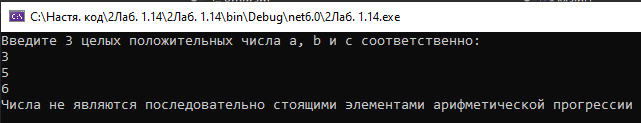 C:\Настя. код\2Лаб. 1.14\2Лаб. 1.14\bin\Debug\net6.0\2Лаб. 1.14.exe
Введите 3 целых положительных числа a, b и c соответственно:
3
5
6
Числа не являются последовательно стоящими элементами арифметической прогрессии